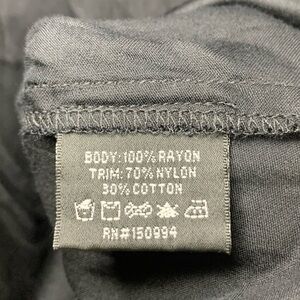 BODY: 100% RAYON
TRIM: 70% NYLON
30% COTTON
RN#150994